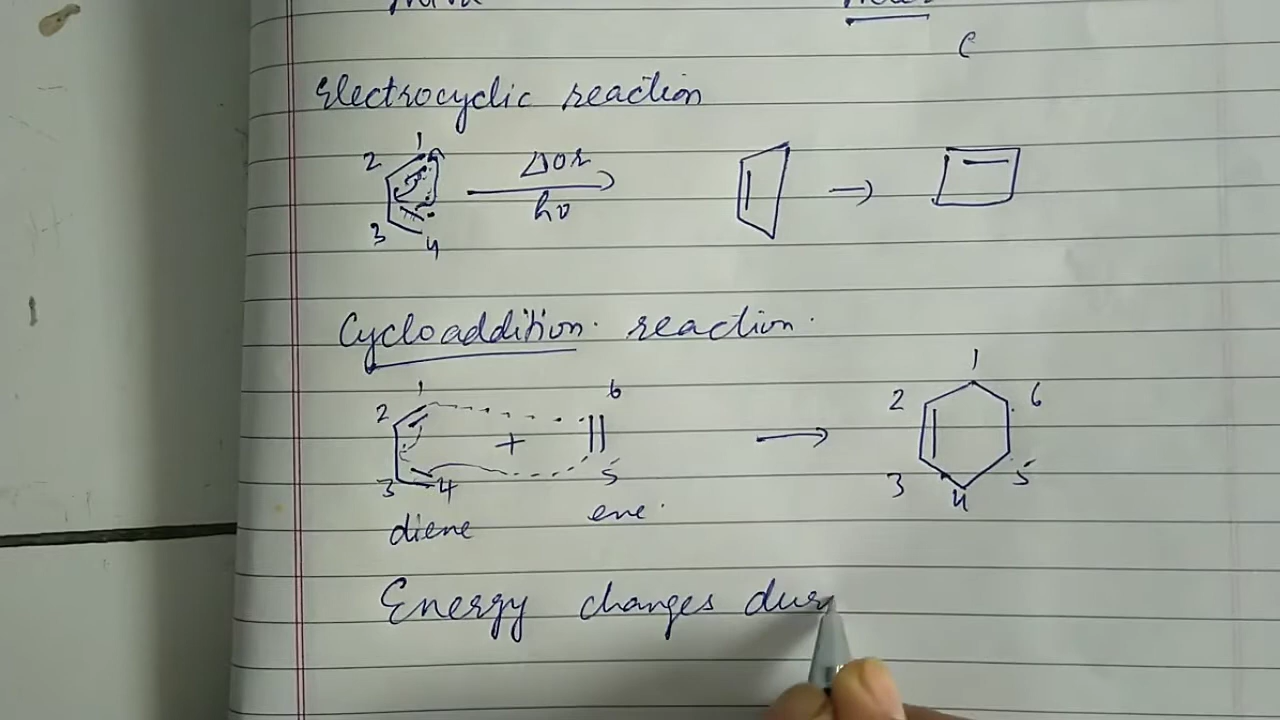 Electrocyclic reaction
1
2
Δ or
hν
3
4
Cycloaddition reaction
1
6
1
2
2
6
+
3
4
5
3
5
4
diene
ene
Energy changes dur